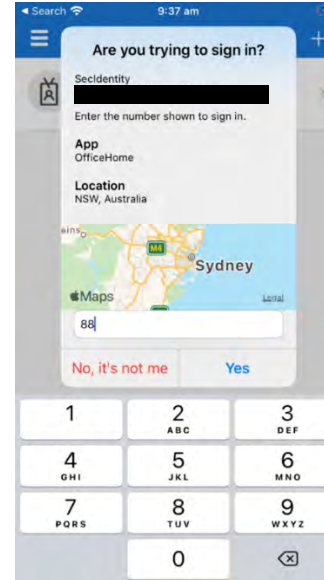 ◀ Search
9:37 am
Are you trying to sign in?
SecIdentity
Enter the number shown to sign in.
App
OfficeHome
Location
NSW, Australia
ains
M4
Sydney
Maps
Legal
88
No, it's not me
Yes
1
2
ABC
3
DEF
4
GHI
5
JKL
6
MNO
7
PQRS
8
TUV
9
WXYZ
0